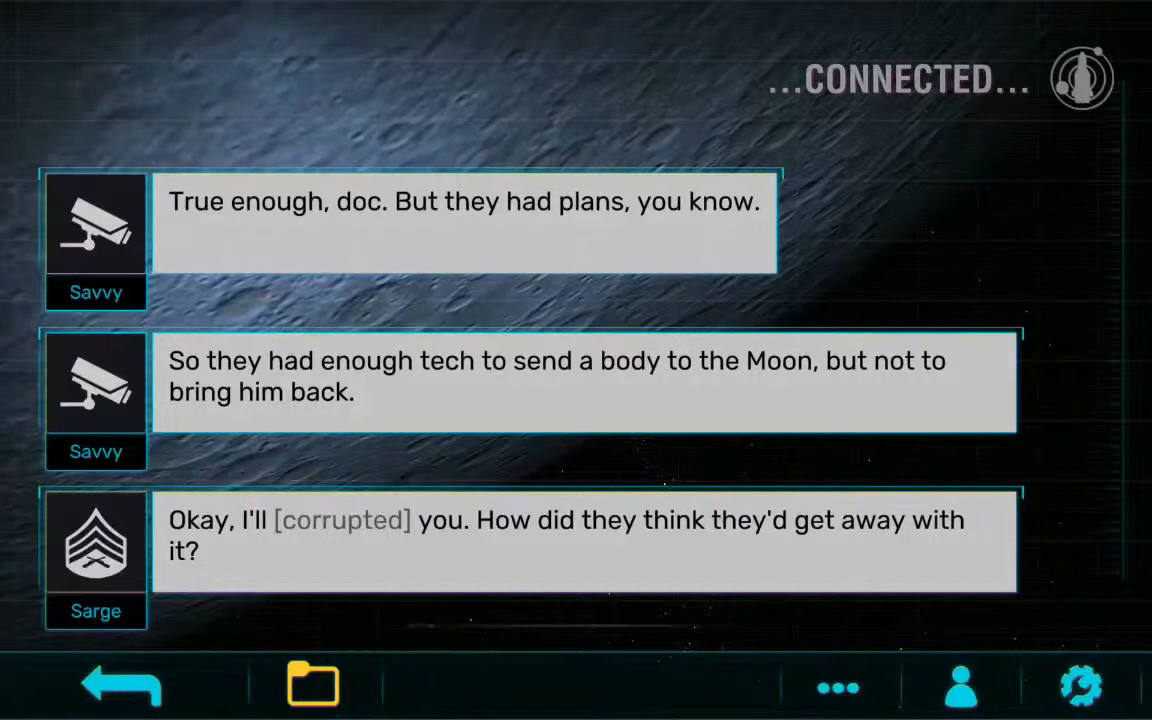 ...CONNECTED...
True enough, doc. But they had plans, you know.
Savvy
So they had enough tech to send a body to the Moon, but not to
bring him back.
Savvy
Okay, I'll [corrupted] you. How did they think they'd get away with
it?
Sarge